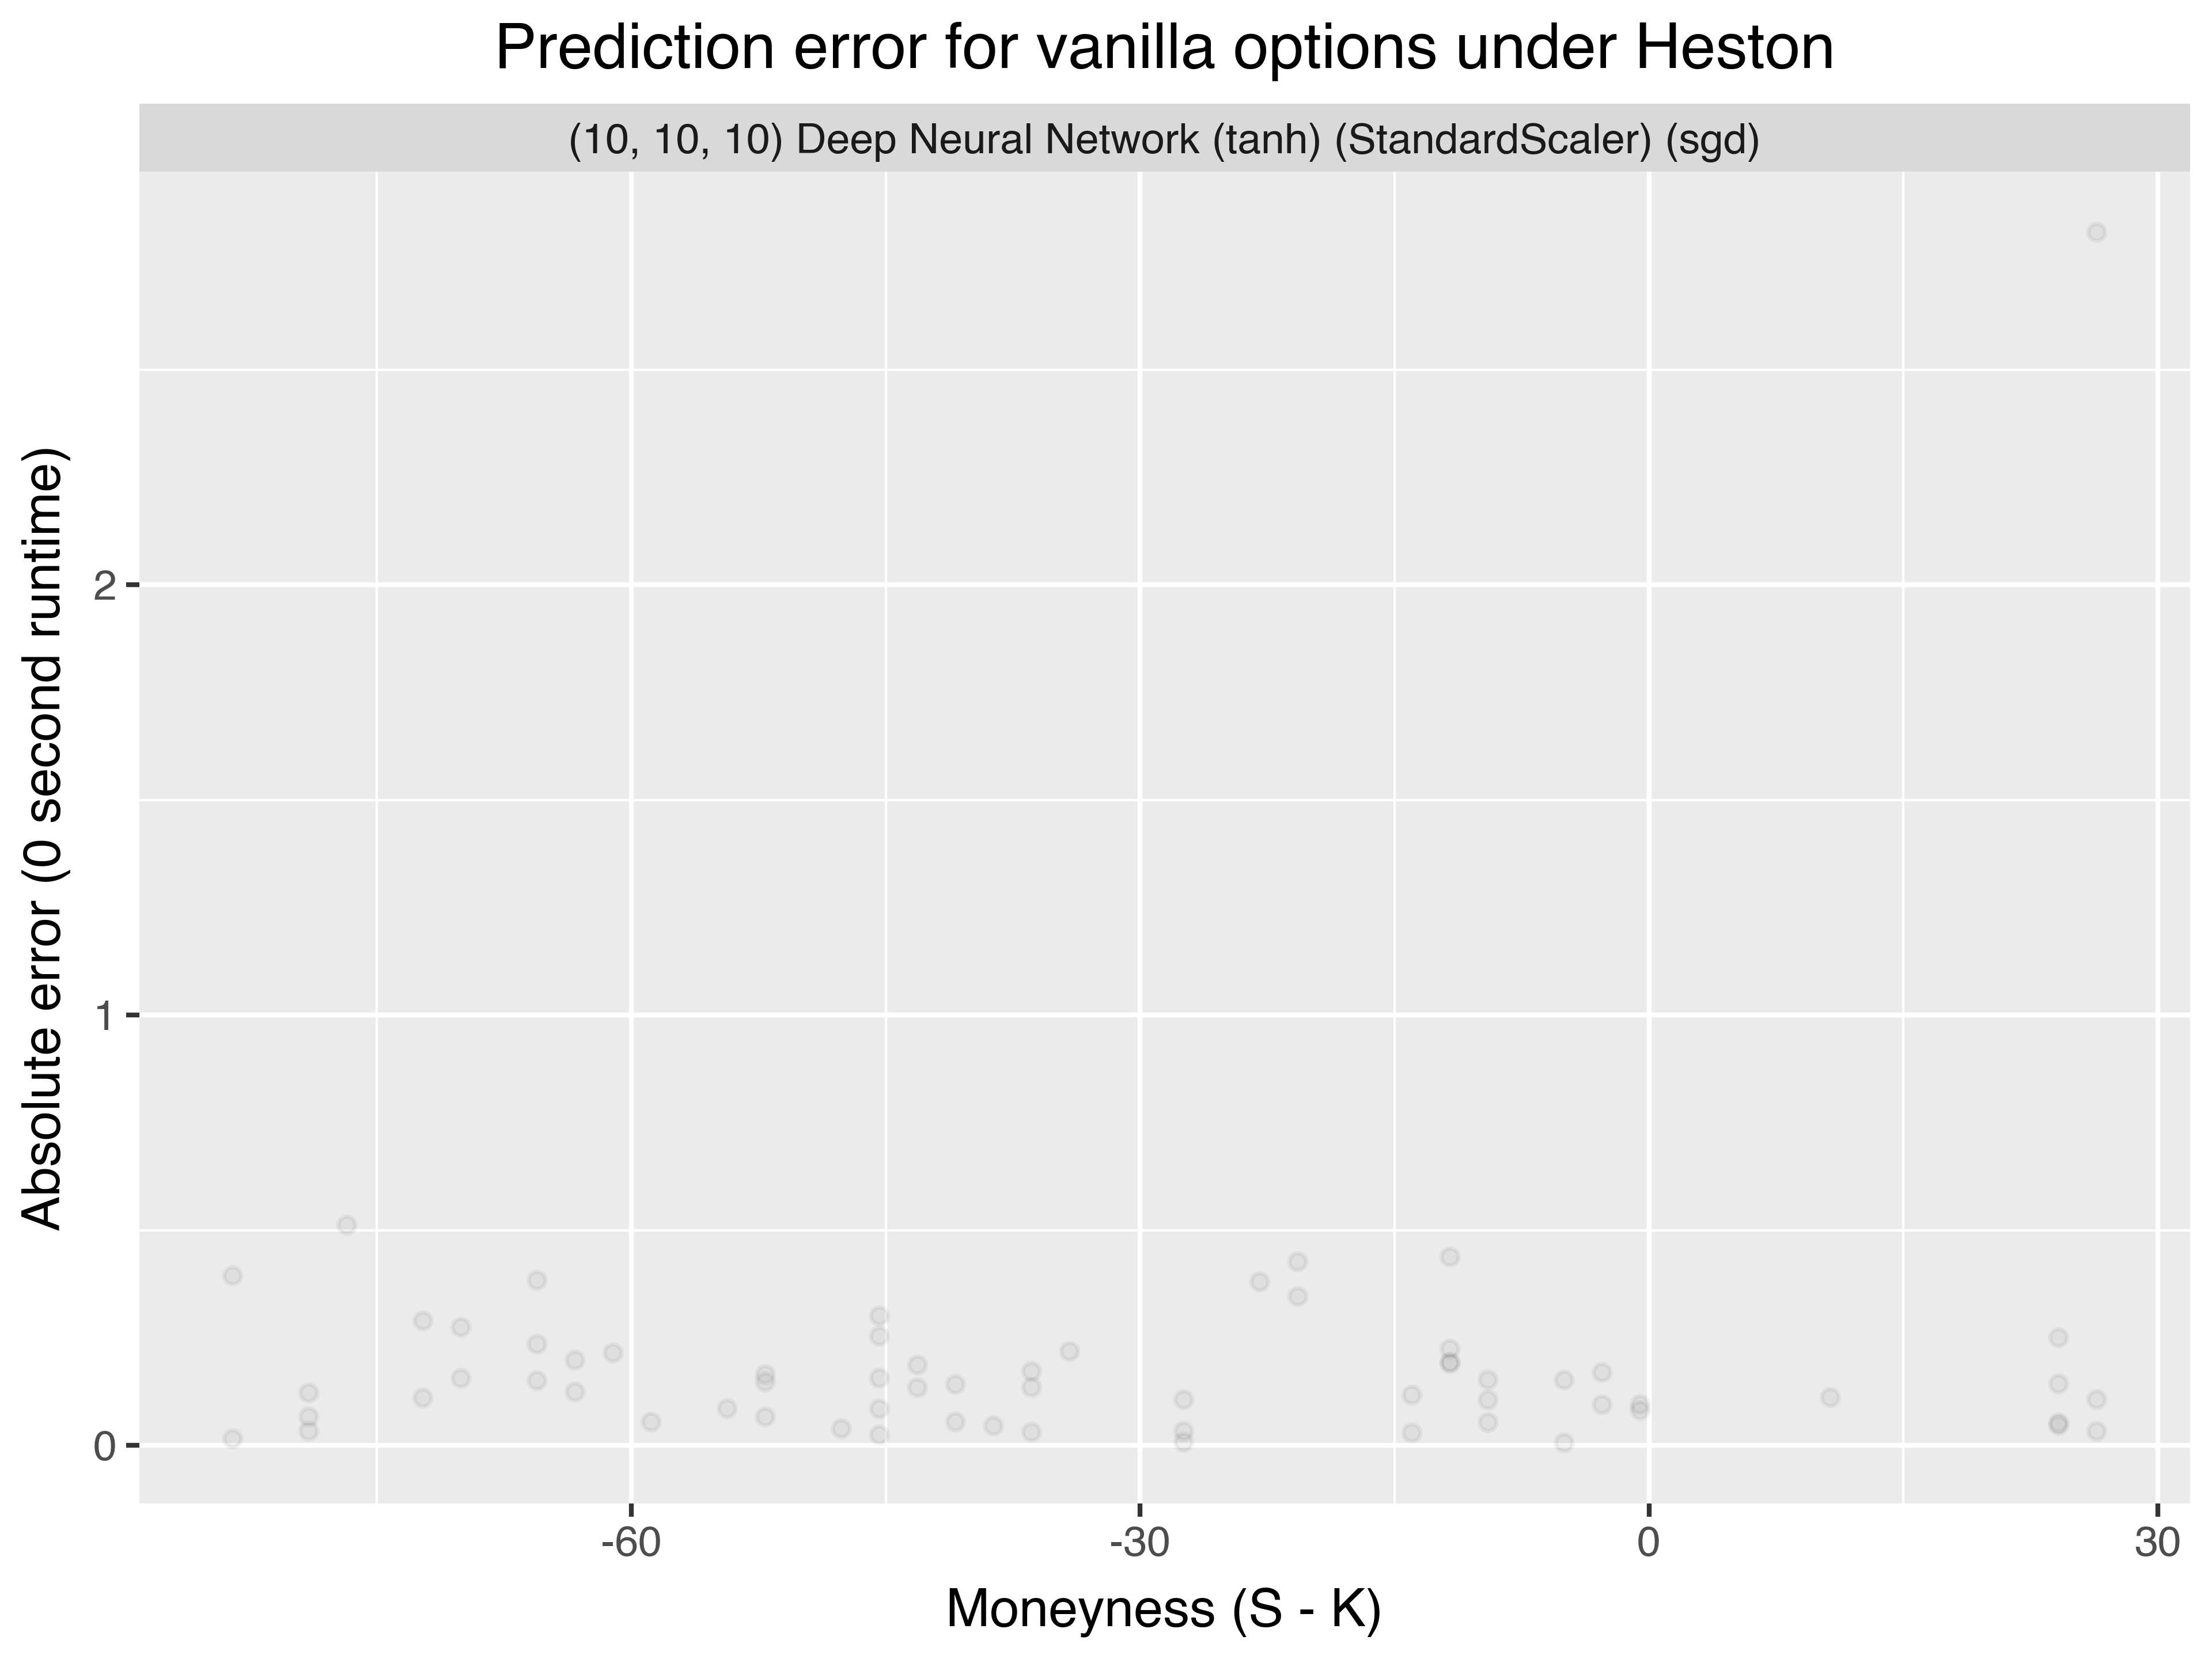 Prediction error for vanilla options under Heston
(10, 10, 10) Deep Neural Network (tanh) (StandardScaler) (sgd)
Absolute error (0 second runtime)
2
1
0
-60
-30
0
30
Moneyness (S - K)